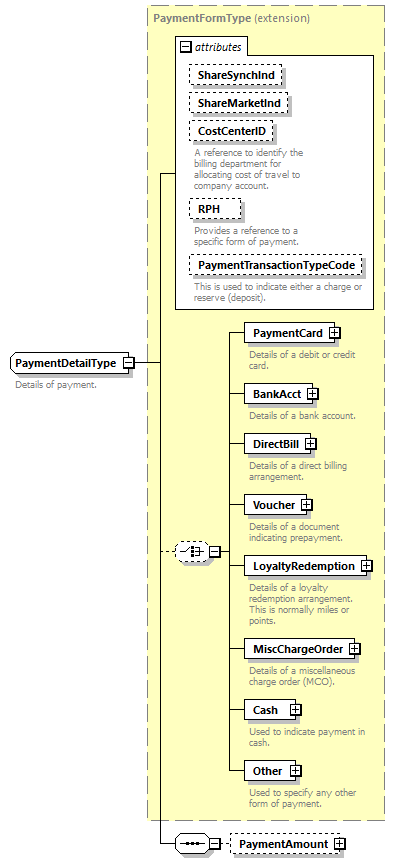 PaymentFormType (extension)
attributes
ShareSynchInd
ShareMarketInd
CostCenterID
A reference to identify the
billing department for
allocating cost of travel to
company account.
RPH
Provides a reference to a
specific form of payment.
PaymentTransactionTypeCode
This is used to indicate either a charge or
reserve (deposit).
PaymentDetailType
Details of payment.
PaymentCard
Details of a debit or credit
card.
BankAcct
Details of a bank account.
DirectBill
Details of a direct billing
arrangement.
Voucher
Details of a document
indicating prepayment.
LoyaltyRedemption
Details of a loyalty
redemption arrangement.
This is normally miles or
points.
MiscChargeOrder
Details of a miscellaneous
charge order (MCO).
Cash
Used to indicate payment in
cash.
Other
Used to specify any other
form of payment.
PaymentAmount